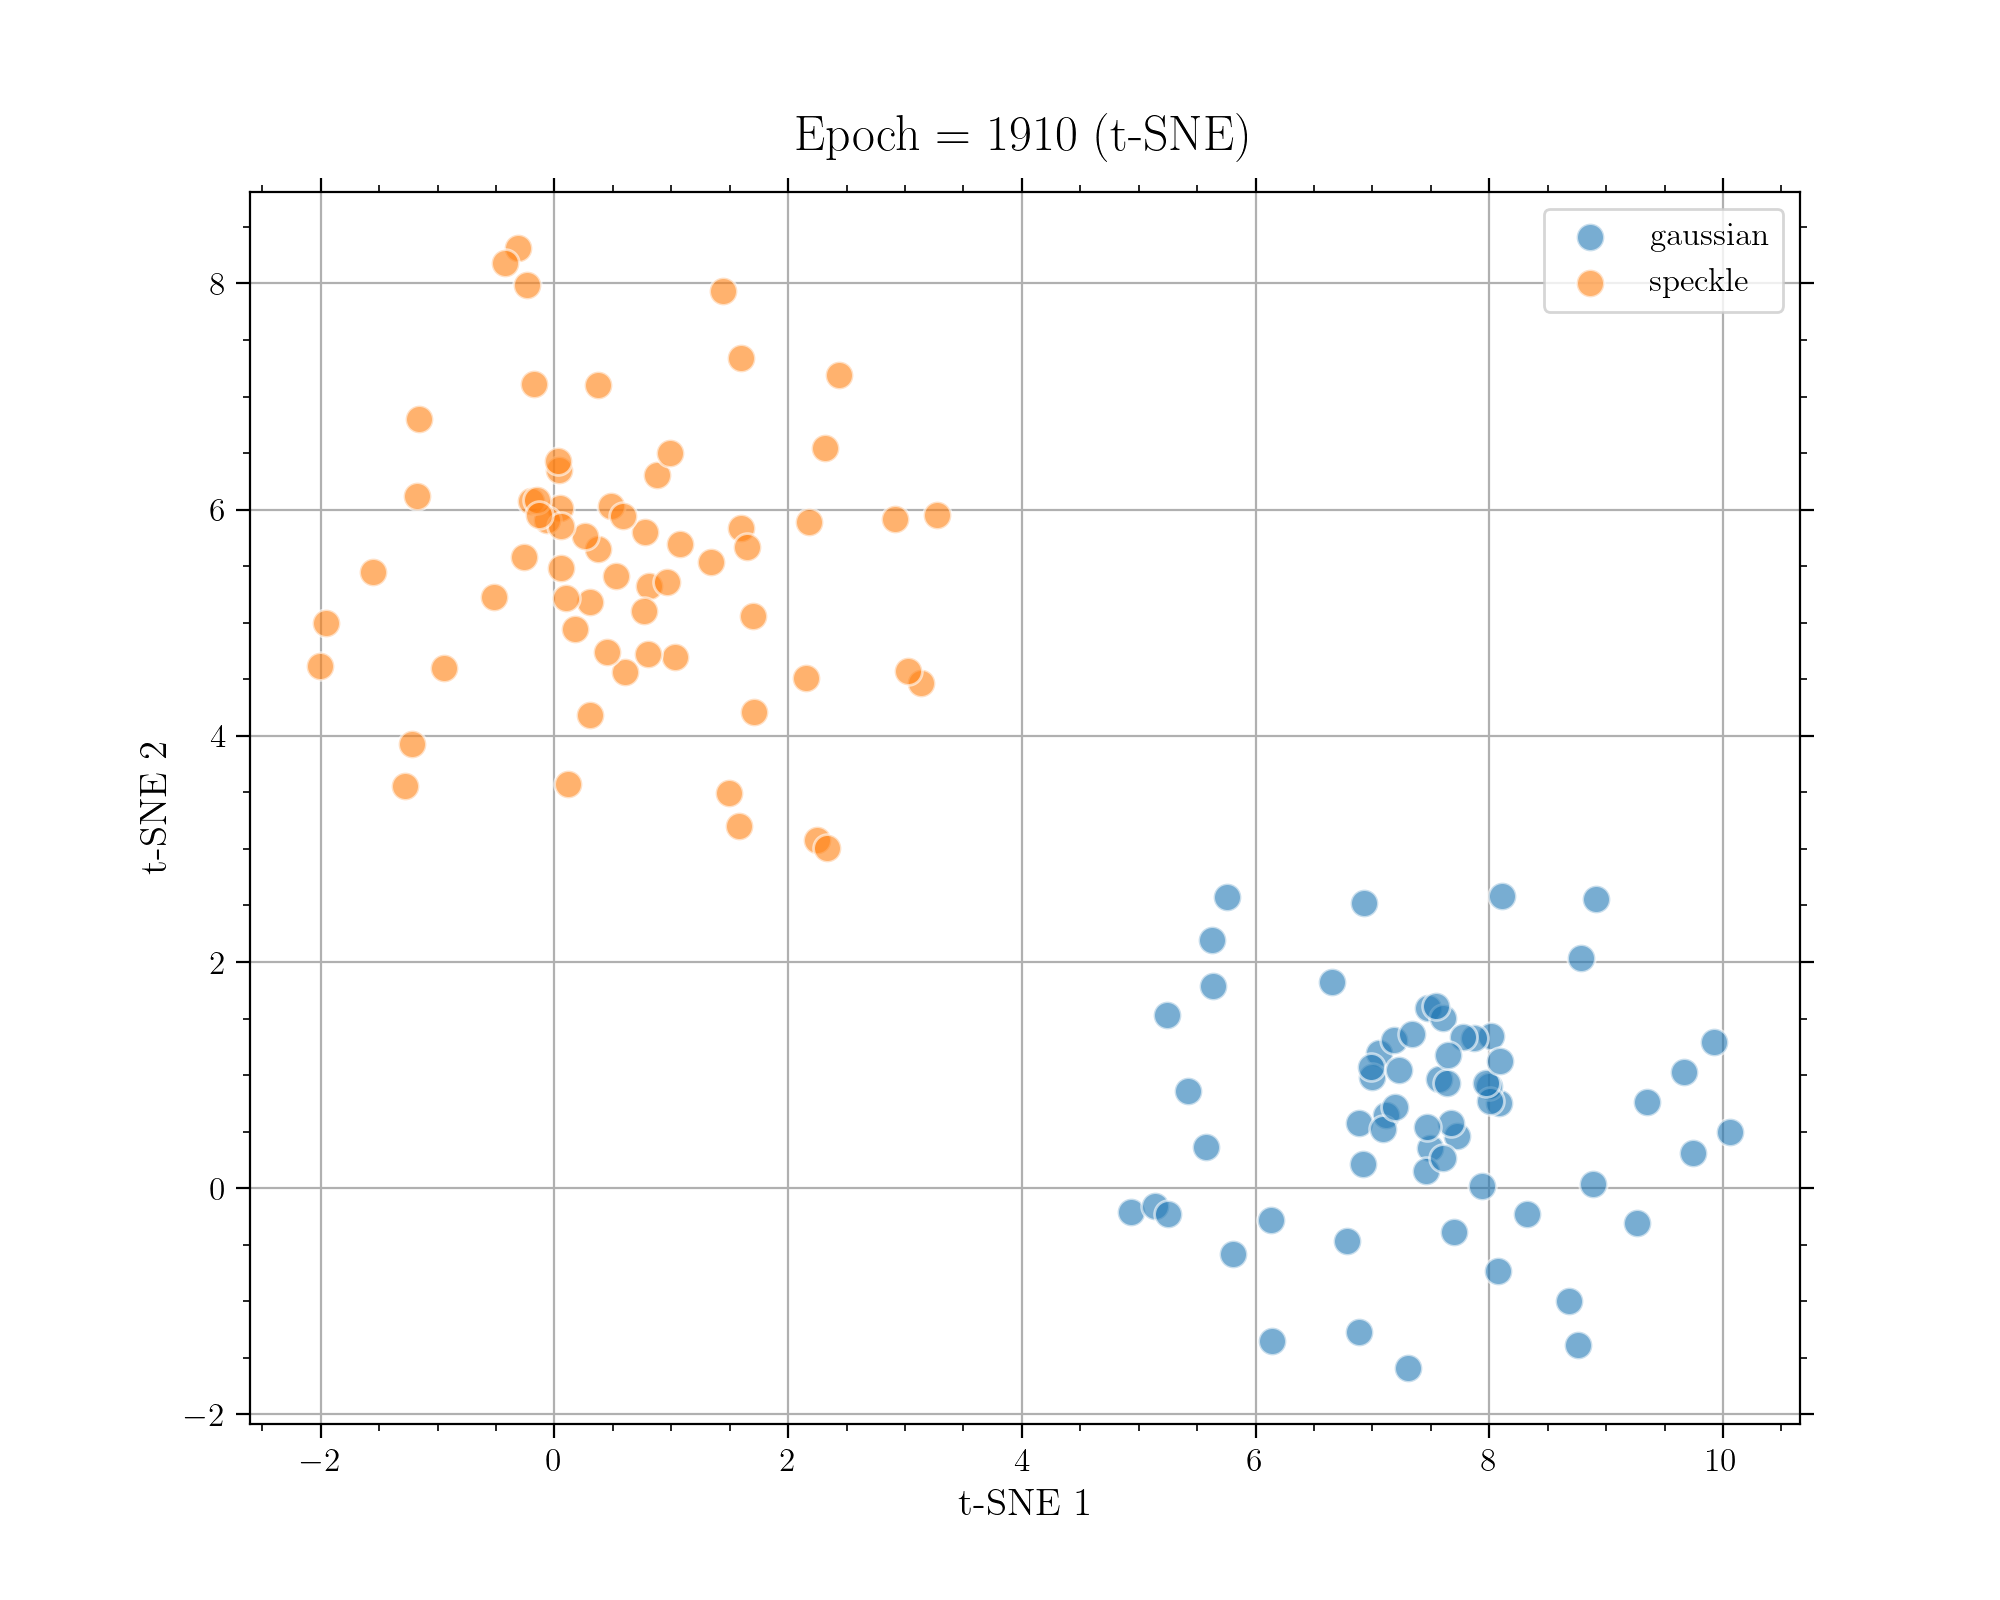 Epoch = 1910 (t-SNE)
gaussian
speckle
8
6
4
2
0
−2
t-SNE 2
−2 0 2 4 6 8 10
t-SNE 1